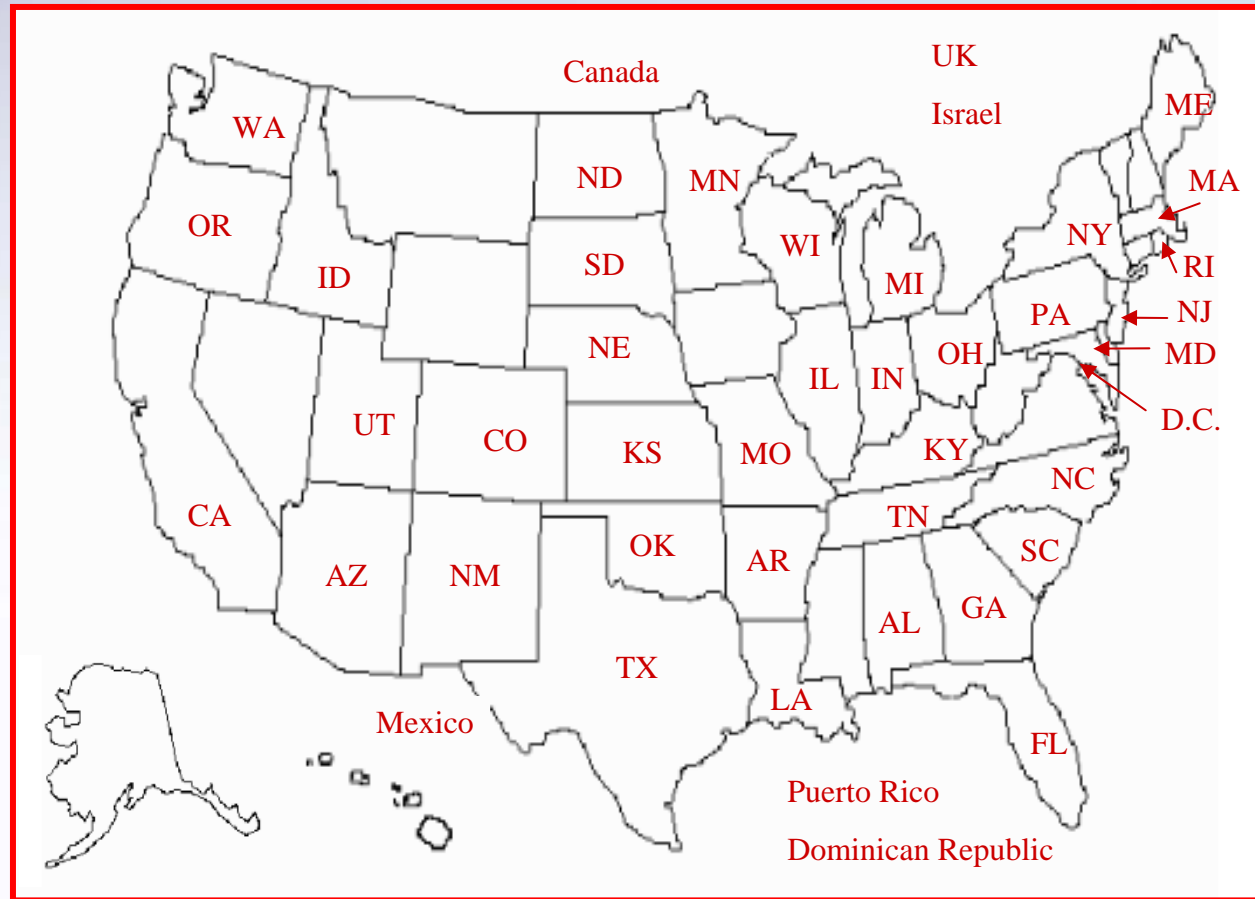 UK
Canada
Israel
ME
WA
ND
MN
MA
OR
NY
WI
SD
RI
ID
MI
NJ
PA
NE
OH
MD
IL
IN
D.C.
UT
CO
KS
MO
KY
NC
CA
TN
OK
SC
AR
AZ
NM
GA
AL
TX
LA
Mexico
FL
Puerto Rico
Dominican Republic